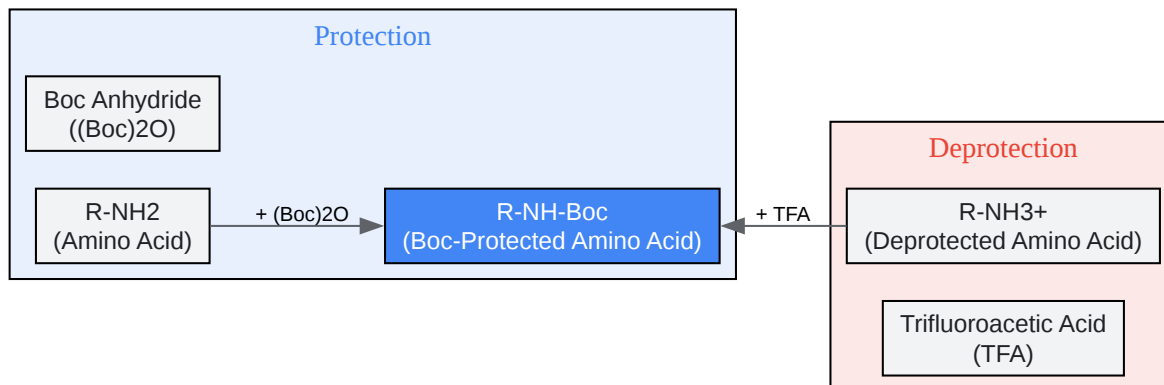 Protection
Boc Anhydride
((Boc)2O)
R-NH2
(Amino Acid)
+ (Boc)2O
R-NH-Boc
(Boc-Protected Amino Acid)
+ TFA
Deprotection
R-NH3+
(Deprotected Amino Acid)
Trifluoroacetic Acid
(TFA)